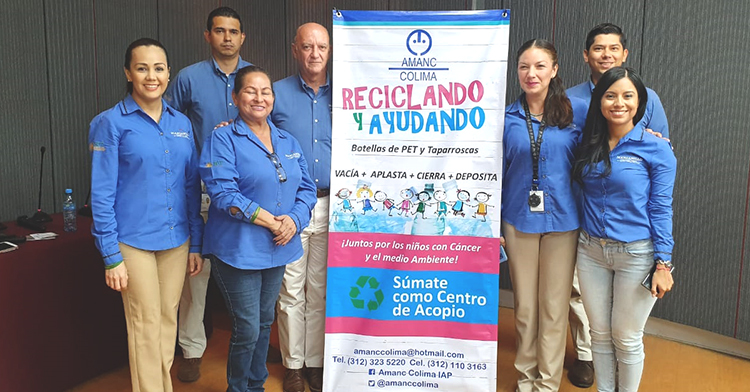 AMANC
COLIMA
RECICLANDO
Y AYUDANDO
Botellas de PET y Taparroscas
VACÍA + APLASTA + CIERRA + DEPOSITA
¡Juntos por los niños con Cáncer
y el medio Ambiente!
Súmate
como Centro
de Acopio
amanccolima@hotmail.com
Tel. (312) 323 5220 Cel. (312) 110 3163
Amanc Colima IAP
@amanccolima